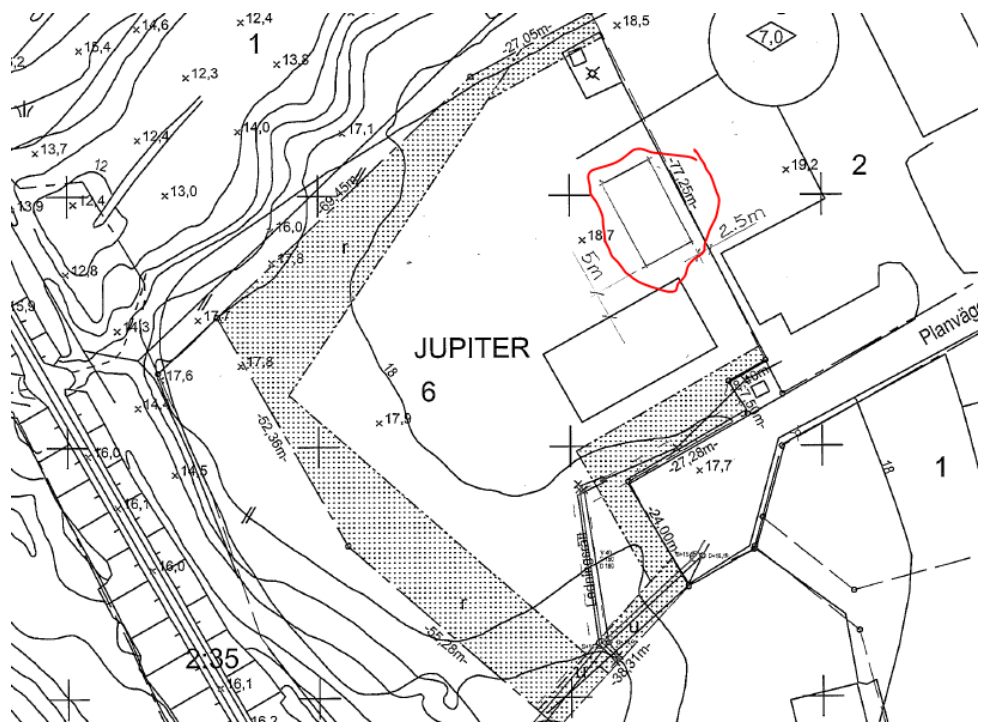 12,4
-27,05m-
18,5
14,6
1
7,0
15,4
13,8
12,3
14,0
17,1
12,4
13,7
12
19,2
2
-77,25m-
13,0
-69,45m-
12,4
16,0
r
2.5m
18,7
17,8
5m
12,8
15,9
14,3
17,7
Planväge
JUPITER
17,8
18
17,6
6
14,4
17,9
-52,36m-
-27,28m-
17,7
18
1
16,0
14,5
16,1
-24,00m-
16,0
r
u
-55,28m-
2:35
u
-38,31m-
16,1
16,2